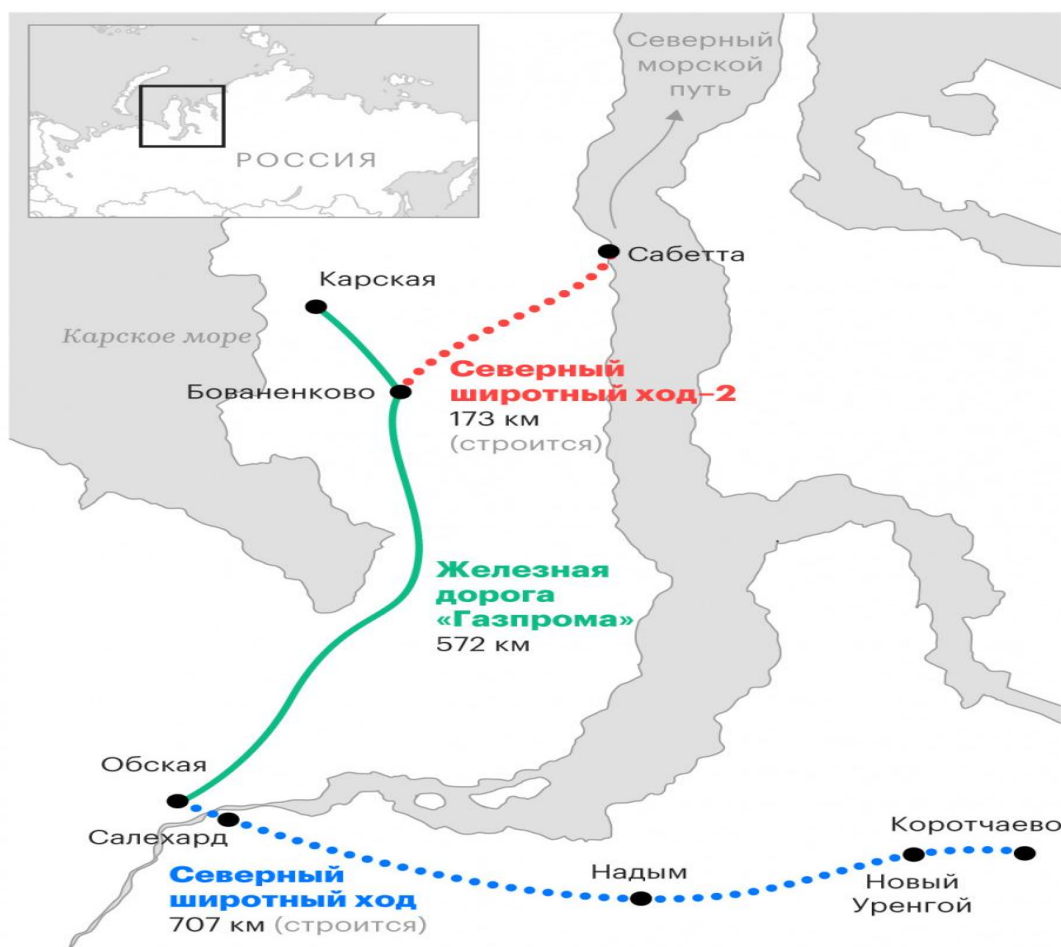 Северный
морской
путь
РОССИЯ
Сабетта
Карская
Карское море
Бованенково
Северный
широтный ход–2
173 км
(строится)
Железная
дорога
«Газпрома»
572 км
Обская
Салехард
Коротчаево
Надым
Новый
Уренгой
Северный
широтный ход
707 км (строится)